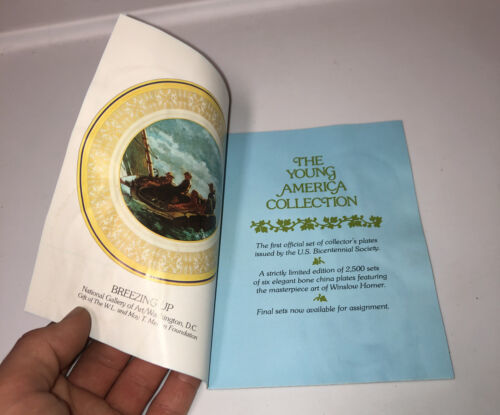 BREEZING UP
National Gallery of Art/Washington, D.C.
Gift of The W.L. and May T. Mellon Foundation
THE
YOUNG
AMERICA
COLLECTION
The first official set of collector's plates
issued by the U.S. Bicentennial Society.
A strictly limited edition of 2,500 sets
of six elegant bone china plates featuring
the masterpiece art of Winslow Homer.
Final sets now available for assignment.